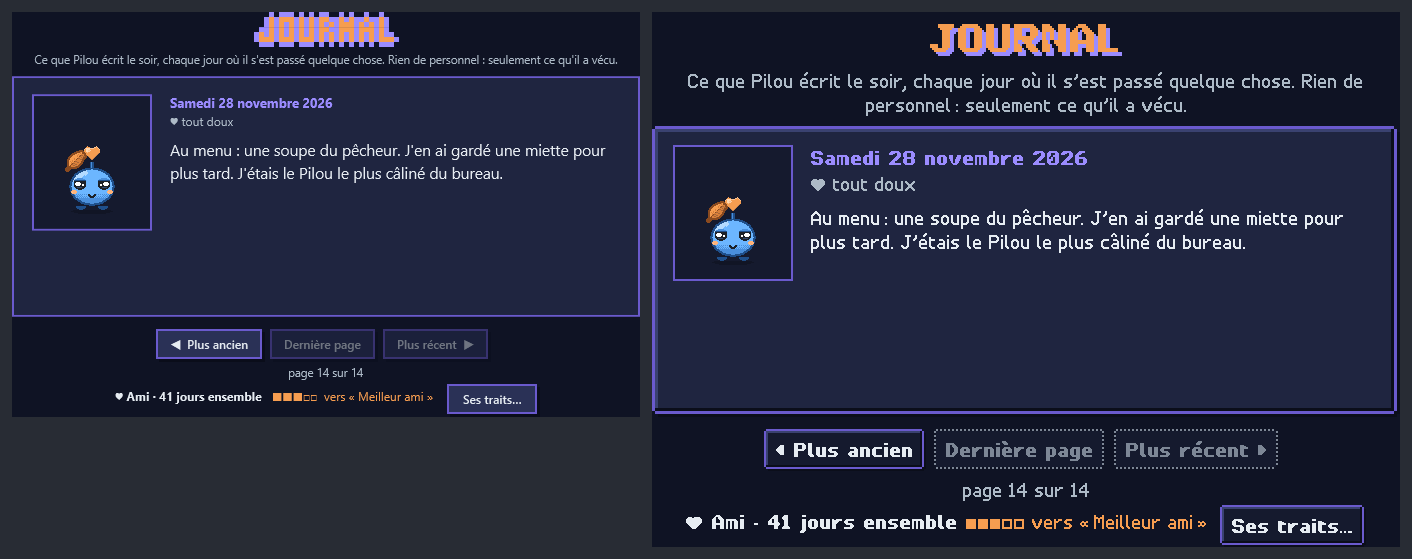 JOURNAL
Ce que Pilou écrit le soir, chaque jour où il s'est passé quelque chose. Rien de personnel : seulement ce qu'il a vécu.
Samedi 28 novembre 2026
♥ tout doux
Au menu : une soupe du pêcheur. J'en ai gardé une miette pour
plus tard. J'étais le Pilou le plus câliné du bureau.
◀ Plus ancien
Dernière page
Plus récent ▶
page 14 sur 14
♥ Ami · 41 jours ensemble ■■■□□ vers « Meilleur ami »
Ses traits...
JOURNAL
Ce que Pilou écrit le soir, chaque jour où il s’est passé quelque chose. Rien de
personnel : seulement ce qu’il a vécu.
Samedi 28 novembre 2026
♥ tout doux
Au menu : une soupe du pêcheur. J’en ai gardé une miette pour
plus tard. J’étais le Pilou le plus câliné du bureau.
◀ Plus ancien
Dernière page
Plus récent ▶
page 14 sur 14
♥ Ami · 41 jours ensemble ■■■□□ vers « Meilleur ami »
Ses traits...